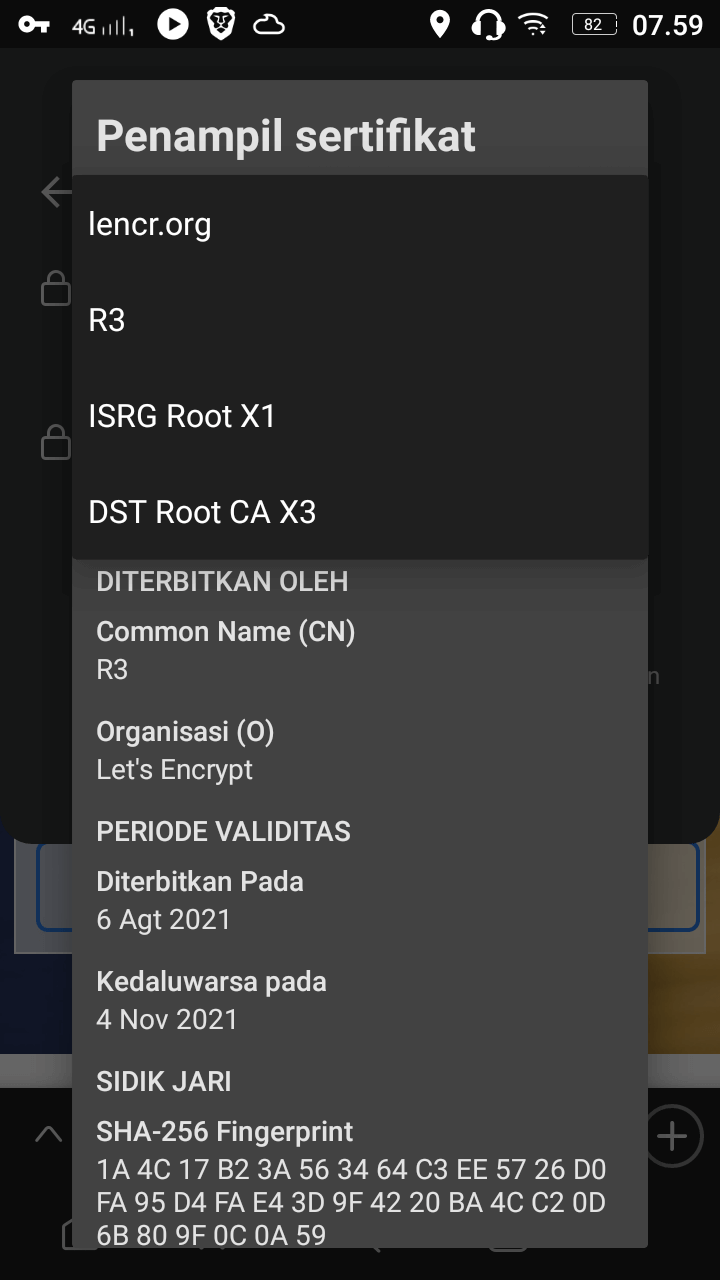 4G
82
07.59
Penampil sertifikat
lencr.org
R3
ISRG Root X1
DST Root CA X3
DITERBITKAN OLEH
Common Name (CN)
R3
n
Organisasi (O)
Let's Encrypt
PERIODE VALIDITAS
Diterbitkan Pada
6 Agt 2021
Kedaluwarsa pada
4 Nov 2021
SIDIK JARI
SHA-256 Fingerprint
1A 4C 17 B2 3A 56 34 64 C3 EE 57 26 D0
FA 95 D4 FA E4 3D 9F 42 20 BA 4C C2 0D
6B 80 9F 0C 0A 59